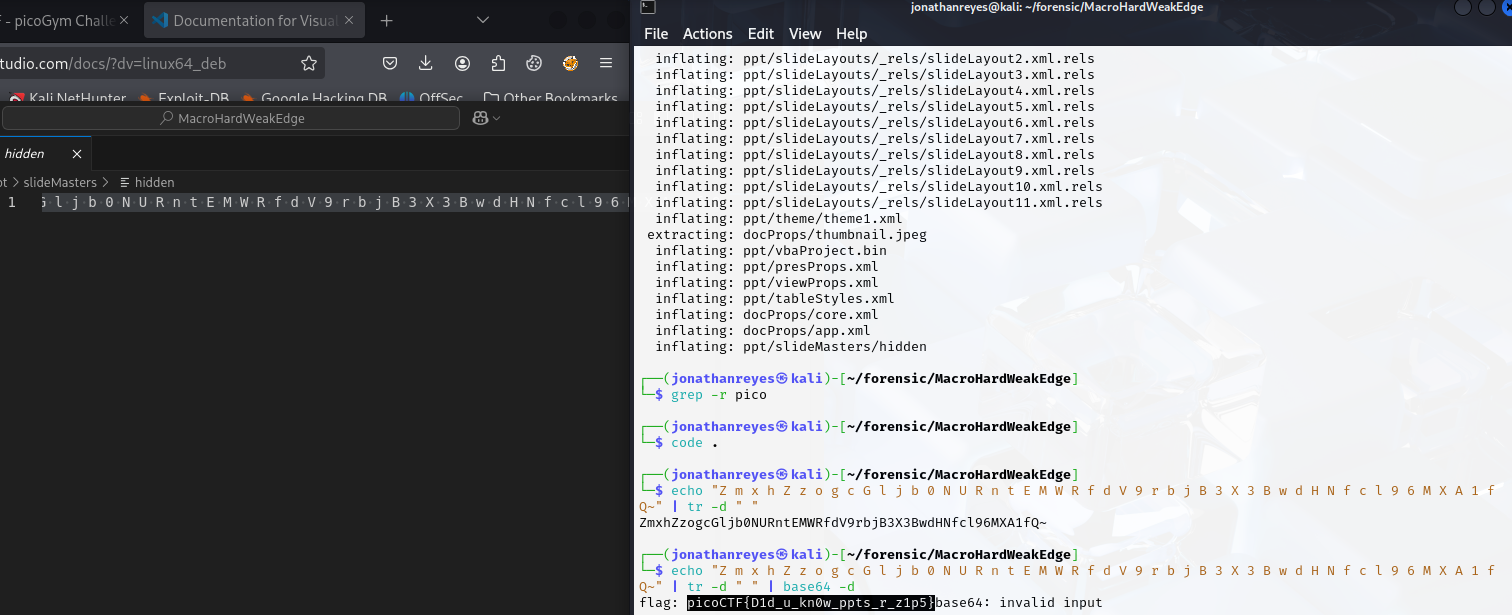 - picoGym Challe
Documentation for Visual
tudio.com/docs/?dv=linux64_deb
Kali NetHunter Exploit-DB Google Hacking DB OffSec Other Bookmarks
MacroHardWeakEdge
hidden
pt > slideMasters > hidden
1 G·l·j·b·0·N·U·R·n·t·E·M·W·R·f·d·V·9·r·b·j·B·3·X·3·B·w·d·H·N·f·c·l·9·6
jonathanreyes@kali: ~/forensic/MacroHardWeakEdge
File Actions Edit View Help
inflating: ppt/slideLayouts/_rels/slideLayout2.xml.rels
inflating: ppt/slideLayouts/_rels/slideLayout3.xml.rels
inflating: ppt/slideLayouts/_rels/slideLayout4.xml.rels
inflating: ppt/slideLayouts/_rels/slideLayout5.xml.rels
inflating: ppt/slideLayouts/_rels/slideLayout6.xml.rels
inflating: ppt/slideLayouts/_rels/slideLayout7.xml.rels
inflating: ppt/slideLayouts/_rels/slideLayout8.xml.rels
inflating: ppt/slideLayouts/_rels/slideLayout9.xml.rels
inflating: ppt/slideLayouts/_rels/slideLayout10.xml.rels
inflating: ppt/slideLayouts/_rels/slideLayout11.xml.rels
inflating: ppt/theme/theme1.xml
extracting: docProps/thumbnail.jpeg
inflating: ppt/vbaProject.bin
inflating: ppt/presProps.xml
inflating: ppt/viewProps.xml
inflating: ppt/tableStyles.xml
inflating: docProps/core.xml
inflating: docProps/app.xml
inflating: ppt/slideMasters/hidden
┌──(jonathanreyes㉿kali)-[~/forensic/MacroHardWeakEdge]
└─$ grep -r pico
┌──(jonathanreyes㉿kali)-[~/forensic/MacroHardWeakEdge]
└─$ code .
┌──(jonathanreyes㉿kali)-[~/forensic/MacroHardWeakEdge]
└─$ echo "Z m x h Z z o g c G l j b 0 N U R n t E M W R f d V 9 r b j B 3 X 3 B w d H N f c l 9 6 M X A 1 f
Q~" | tr -d " "
ZmxhZzogcGljb0NURntEMWRfdV9rbjB3X3BwdHNfcl96MXA1fQ~
┌──(jonathanreyes㉿kali)-[~/forensic/MacroHardWeakEdge]
└─$ echo "Z m x h Z z o g c G l j b 0 N U R n t E M W R f d V 9 r b j B 3 X 3 B w d H N f c l 9 6 M X A 1 f
Q~" | tr -d " " | base64 -d
flag: picoCTF{D1d_u_kn0w_ppts_r_z1p5}base64: invalid input